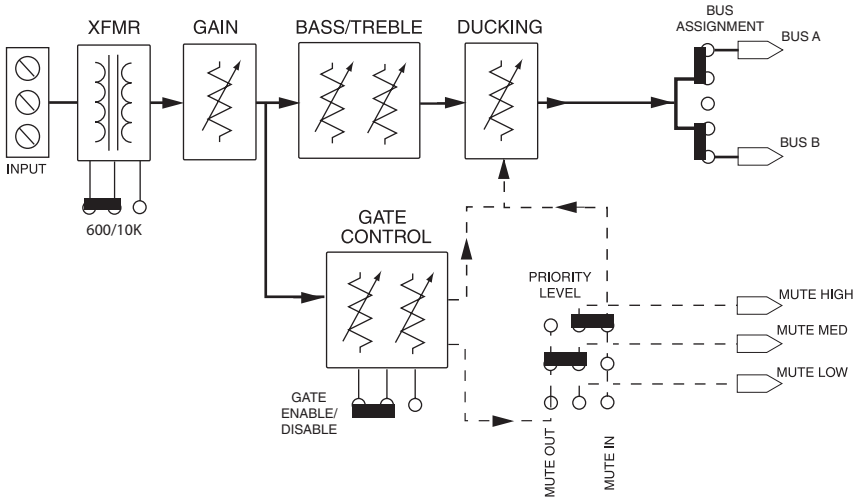 XFMR
GAIN
BASS/TREBLE
DUCKING
BUS
ASSIGNMENT
BUS A
BUS B
INPUT
600/10K
GATE
CONTROL
PRIORITY
LEVEL
MUTE HIGH
MUTE MED
MUTE LOW
GATE
ENABLE/
DISABLE
MUTE OUT
MUTE IN